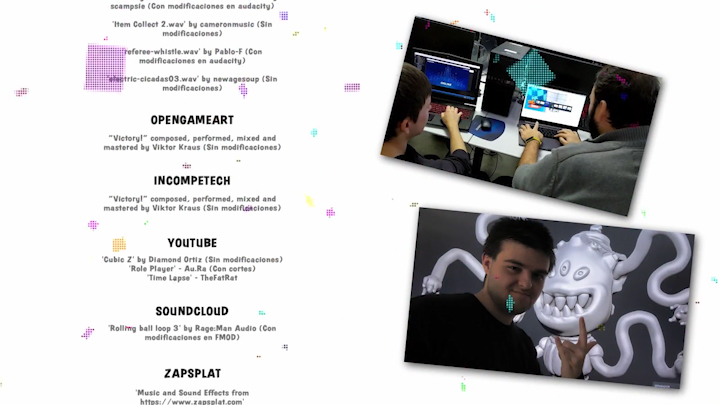 scampsie (Con modificaciones en audacity)
'Item Collect 2.wav' by cameronmusic (Sin
modificaciones)
referee-whistle.wav' by Pablo-F (Con
modificaciones en audacity)
'electric-cicadas03.wav' by newagesoup (Sin
modificaciones)
OPENGAMEART
"Victory!" composed, performed, mixed and
mastered by Viktor Kraus (Sin modificaciones)
INCOMPETECH
"Victory!" composed, performed, mixed and
mastered by Viktor Kraus (Sin modificaciones)
YOUTUBE
'Cubic Z' by Diamond Ortiz (Sin modificaciones)
'Role Player' - Au.Ra (Con cortes)
'Time Lapse' - TheFatRat
SOUNDCLOUD
'Rolling ball loop 3' by Rage:Man Audio (Con
modificaciones en FMOD)
ZAPSPLAT
'Music and Sound Effects from
https://www.zapsplat.com'